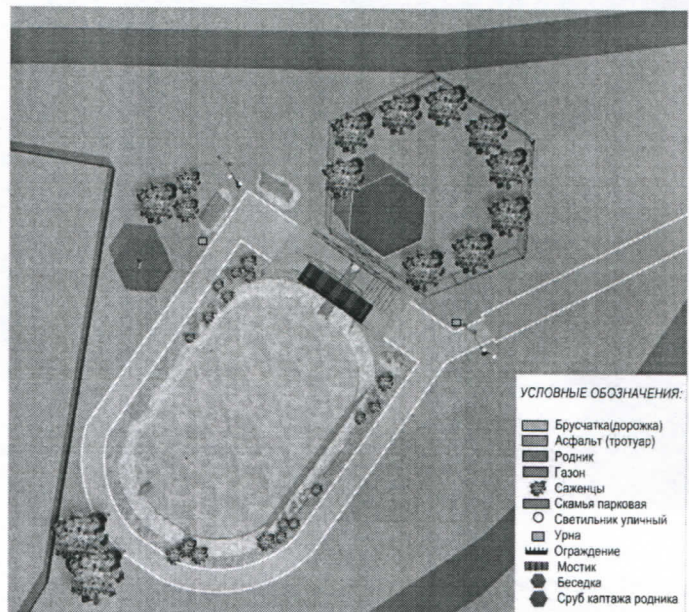 УСЛОВНЫЕ ОБОЗНАЧЕНИЯ:
Брусчатка(дорожка)
Асфальт (тротуар)
Родник
Газон
Саженцы
Скамья парковая
Светильник уличный
Урна
Ограждение
Мостик
Беседка
Сруб каптажа родника